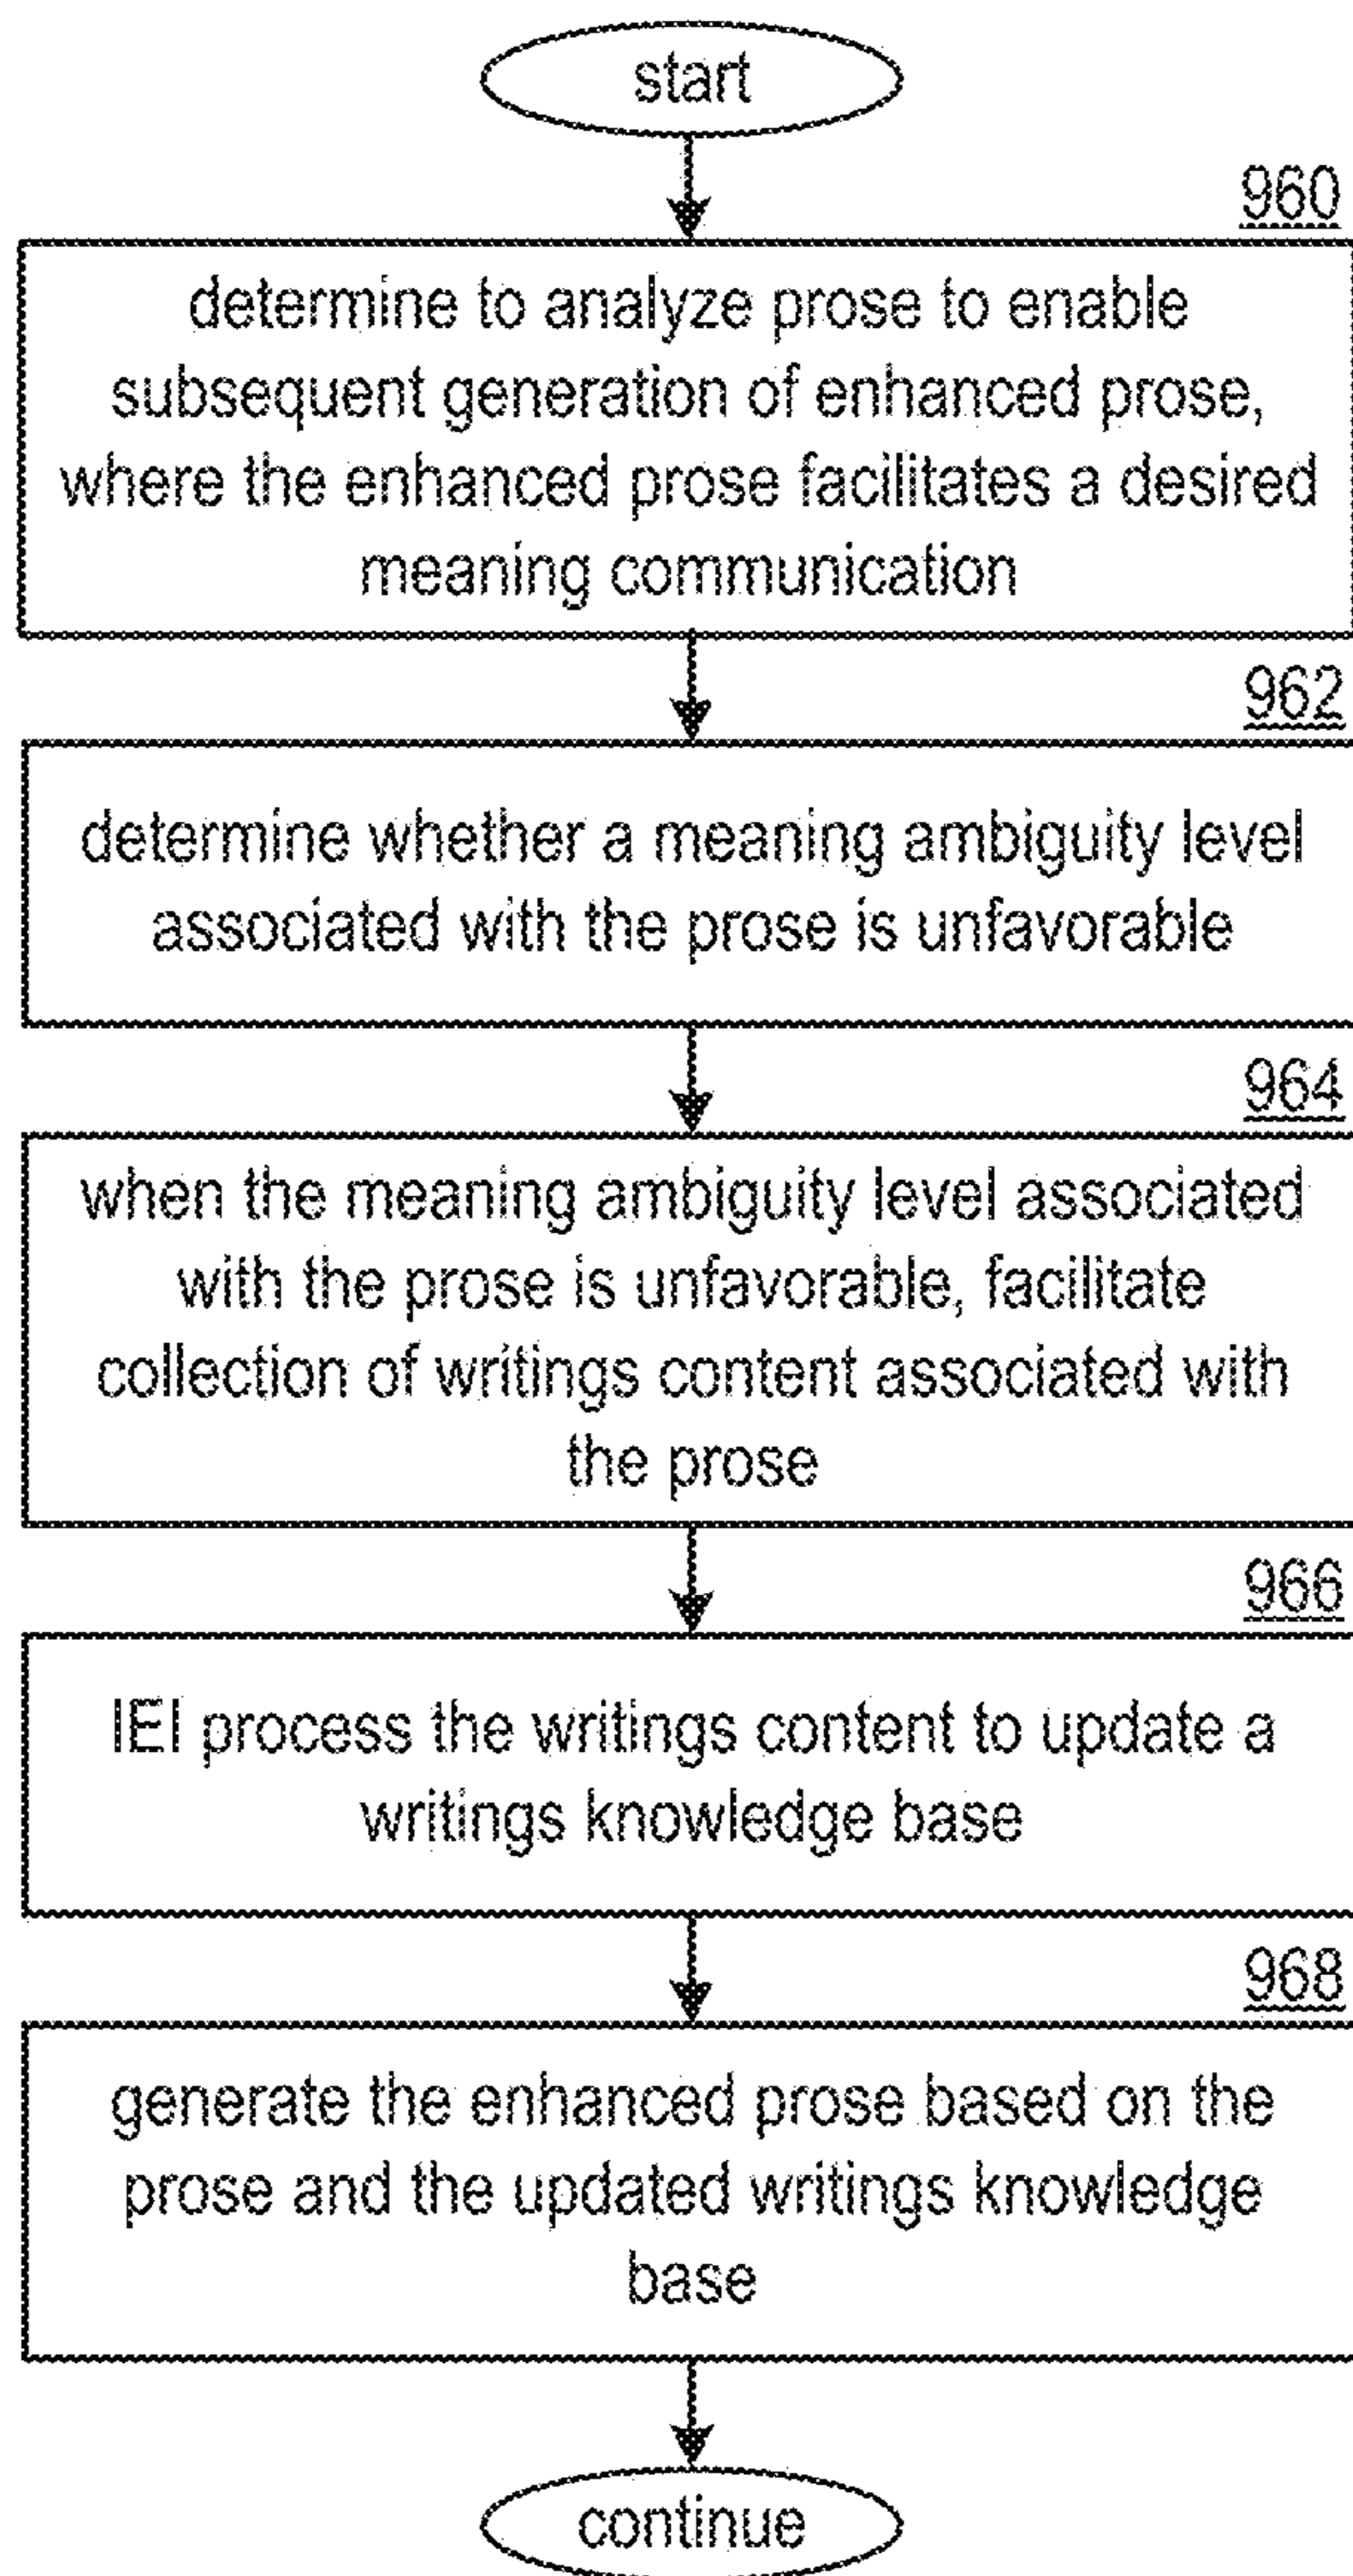 start
960
determine to analyze prose to enable
subsequent generation of enhanced prose,
where the enhanced prose facilitates a desired
meaning communication
962
determine whether a meaning ambiguity level
associated with the prose is unfavorable
964
when the meaning ambiguity level associated
with the prose is unfavorable, facilitate
collection of writings content associated with
the prose
966
IEI process the writings content to update a
writings knowledge base
968
generate the enhanced prose based on the
prose and the updated writings knowledge
base
continue